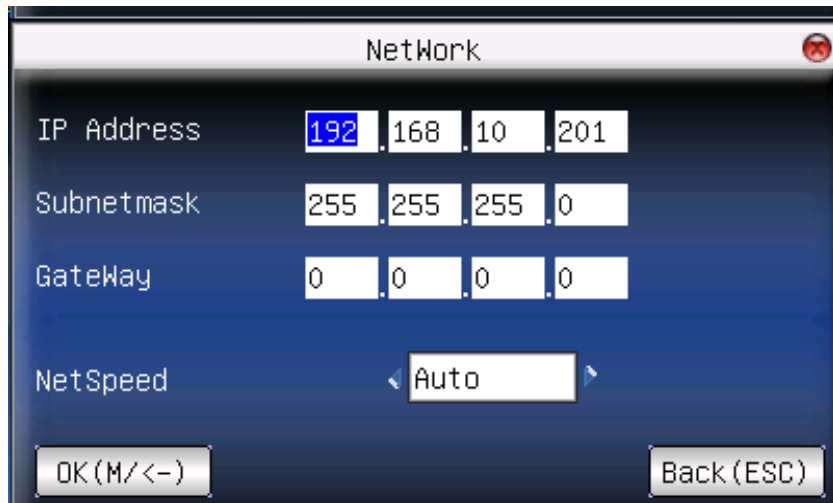 NetWork
IP Address 192.168.10.201
Subnetmask 255.255.255.0
GateWay 0.0.0.0
NetSpeed Auto
OK(M/<-) Back(ESC)